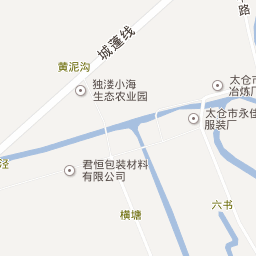 路
城蓬线
黄泥沟
独溇小海
生态农业园
太仓市
冶炼厂
太仓市永佳
服装厂
泾
君恒包装材料
有限公司
横塘
六书